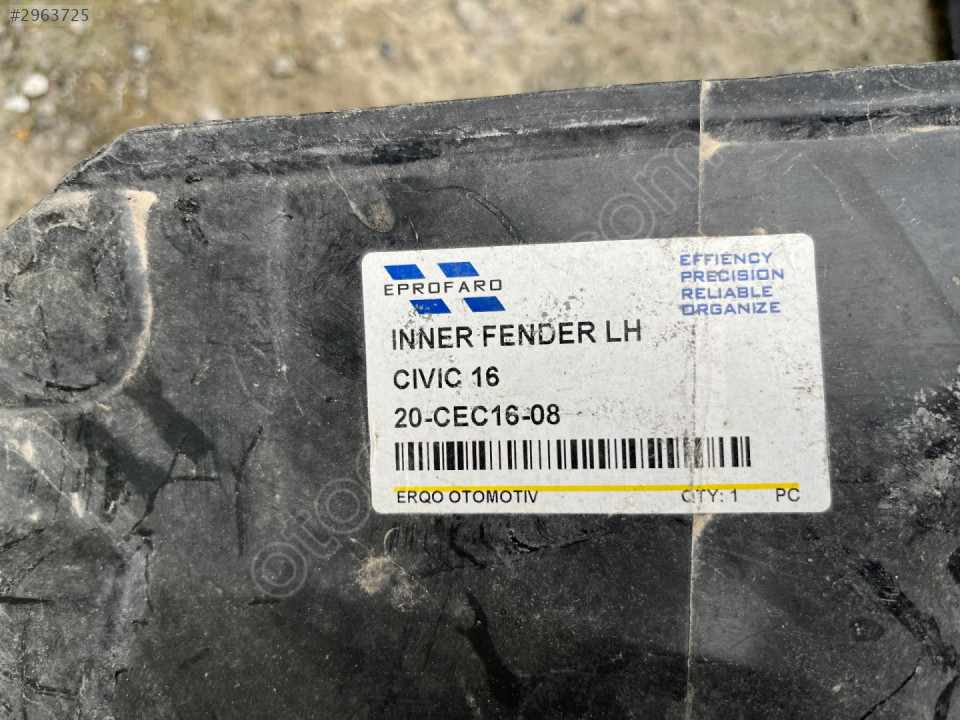 #2963725
EPROFARO
EFFIENCY
PRECISION
RELIABLE
ORGANIZE
INNER FENDER LH
CIVIC 16
20-CEC16-08
ERQO OTOMOTIV QTY: 1 PC